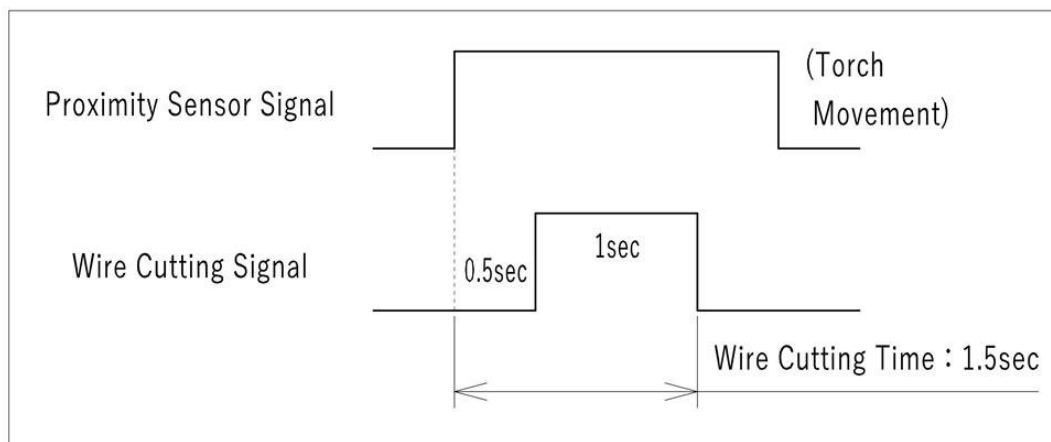 Proximity Sensor Signal
(Torch
Movement)
Wire Cutting Signal
0.5sec
1sec
Wire Cutting Time：1.5sec